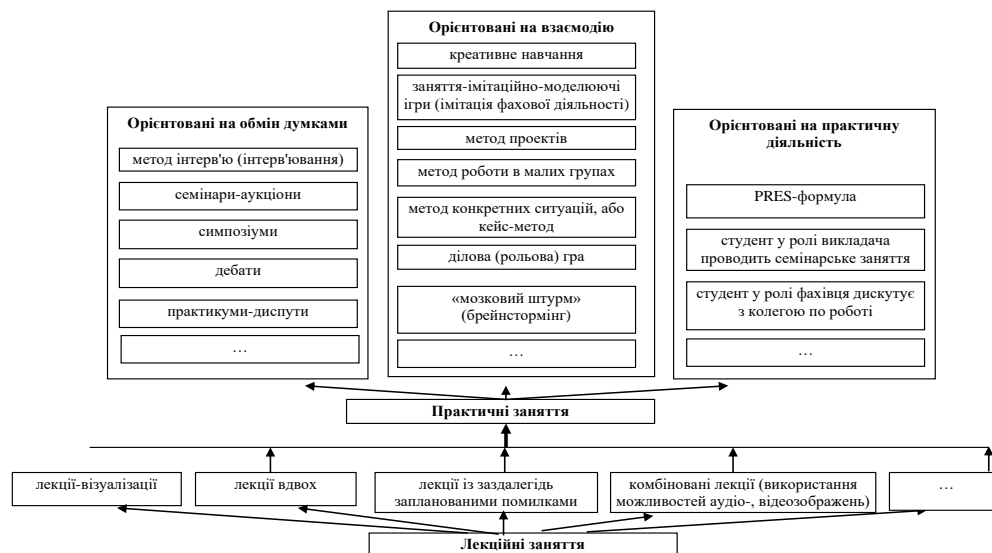 Орієнтовані на обмін думками
метод інтерв'ю (інтерв'ювання)
семінари-аукціони
симпозіуми
дебати
практикуми-диспути
…
Орієнтовані на взаємодію
креативне навчання
заняття-імітаційно-моделюючі
ігри (імітація фахової діяльності)
метод проектів
метод роботи в малих групах
метод конкретних ситуацій, або
кейс-метод
ділова (рольова) гра
«мозковий штурм»
(брейнстормінг)
…
Орієнтовані на практичну
діяльність
PRES-формула
студент у ролі викладача
проводить семінарське заняття
студент у ролі фахівця дискутує
з колегою по роботі
…
Практичні заняття
лекції-візуалізації
лекції вдвох
лекції із заздалегідь
запланованими помилками
комбіновані лекції (використання
можливостей аудіо-, відеозображень)
…
Лекційні заняття